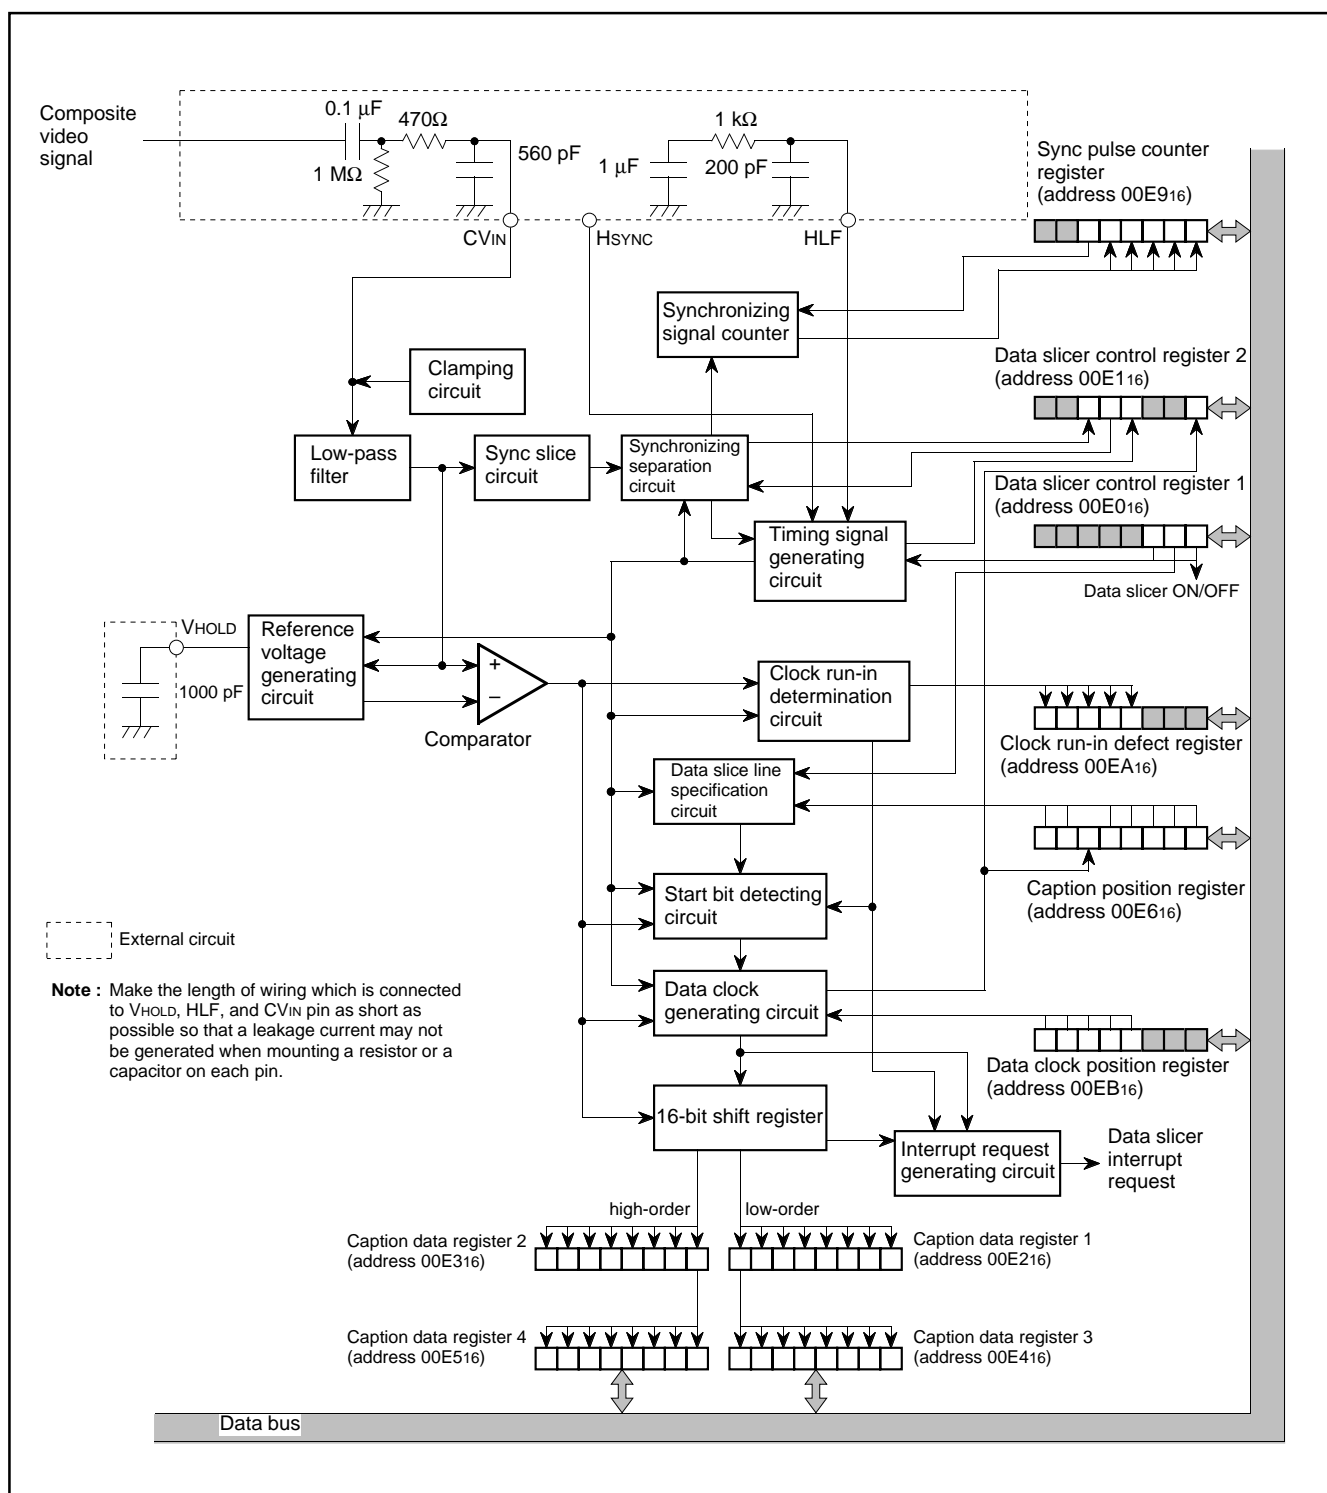 Composite
video
signal
0.1 µF
470Ω
1 MΩ
560 pF
1 kΩ
1 µF
200 pF
CVIN
HSYNC
HLF
Sync pulse counter
register
(address 00E916)
Synchronizing
signal counter
Data slicer control register 2
(address 00E116)
Clamping
circuit
Low-pass
filter
Sync slice
circuit
Synchronizing
separation
circuit
Data slicer control register 1
(address 00E016)
Timing signal
generating
circuit
Data slicer ON/OFF
VHOLD
1000 pF
Reference
voltage
generating
circuit
+
−
Comparator
Clock run-in
determination
circuit
Clock run-in defect register
(address 00EA16)
Data slice line
specification
circuit
Start bit detecting
circuit
Caption position register
(address 00E616)
External circuit
Note : Make the length of wiring which is connected
to VHOLD, HLF, and CVIN pin as short as
possible so that a leakage current may not
be generated when mounting a resistor or a
capacitor on each pin.
Data clock
generating circuit
Data clock position register
(address 00EB16)
16-bit shift register
Interrupt request
generating circuit
Data slicer
interrupt
request
high-order
low-order
Caption data register 2
(address 00E316)
Caption data register 1
(address 00E216)
Caption data register 4
(address 00E516)
Caption data register 3
(address 00E416)
Data bus